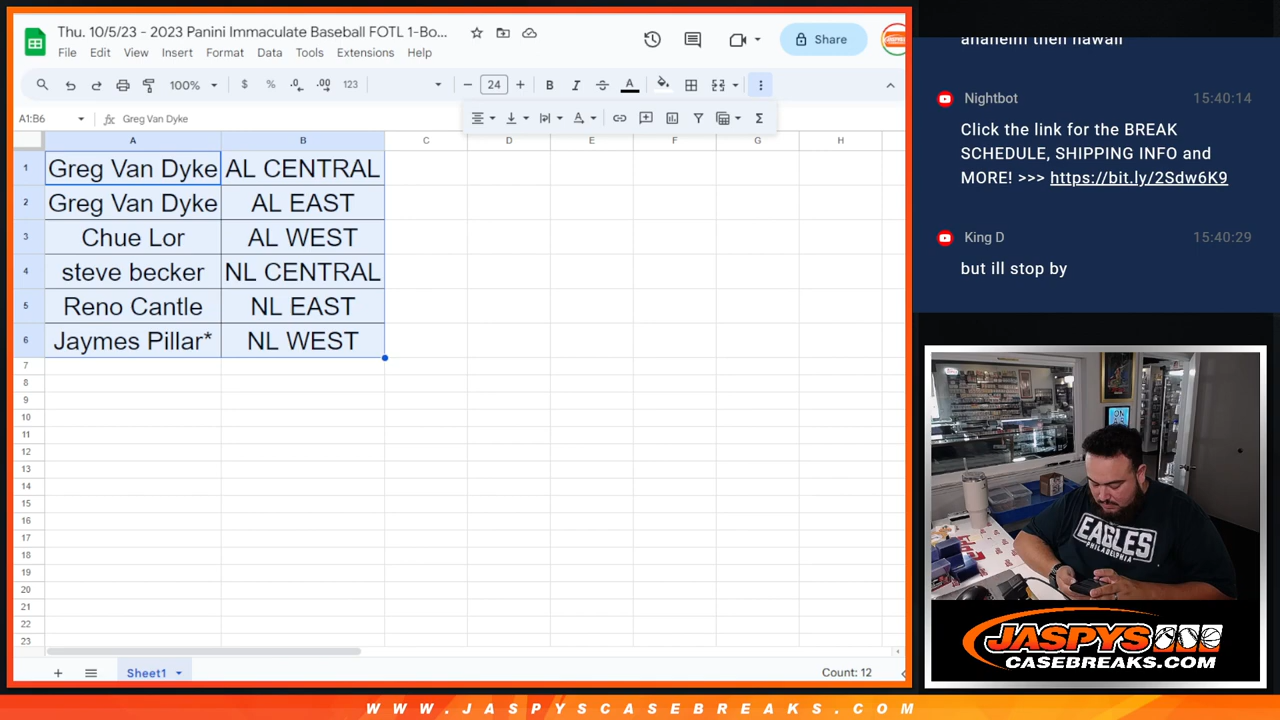 Thu. 10/5/23 - 2023 Panini Immaculate Baseball FOTL 1-Bo...
File Edit View Insert Format Data Tools Extensions Help
Share
100% $ % .0 .00 123 24 B I A
A1:B6 fx Greg Van Dyke
A B C D E F G H
1 Greg Van Dyke AL CENTRAL
2 Greg Van Dyke AL EAST
3 Chue Lor AL WEST
4 steve becker NL CENTRAL
5 Reno Cantle NL EAST
6 Jaymes Pillar* NL WEST
7
8
9
10
11
12
13
14
15
16
17
18
19
20
21
22
23
Sheet1 Count: 12
anaheim then hawaii
Nightbot 15:40:14
Click the link for the BREAK
SCHEDULE, SHIPPING INFO and
MORE! >>> https://bit.ly/2Sdw6K9
King D 15:40:29
but ill stop by
EAGLES
PHILADELPHIA
JASPYS
CASEBREAKS.COM
WWW.JASPYSCASEBREAKS.COM